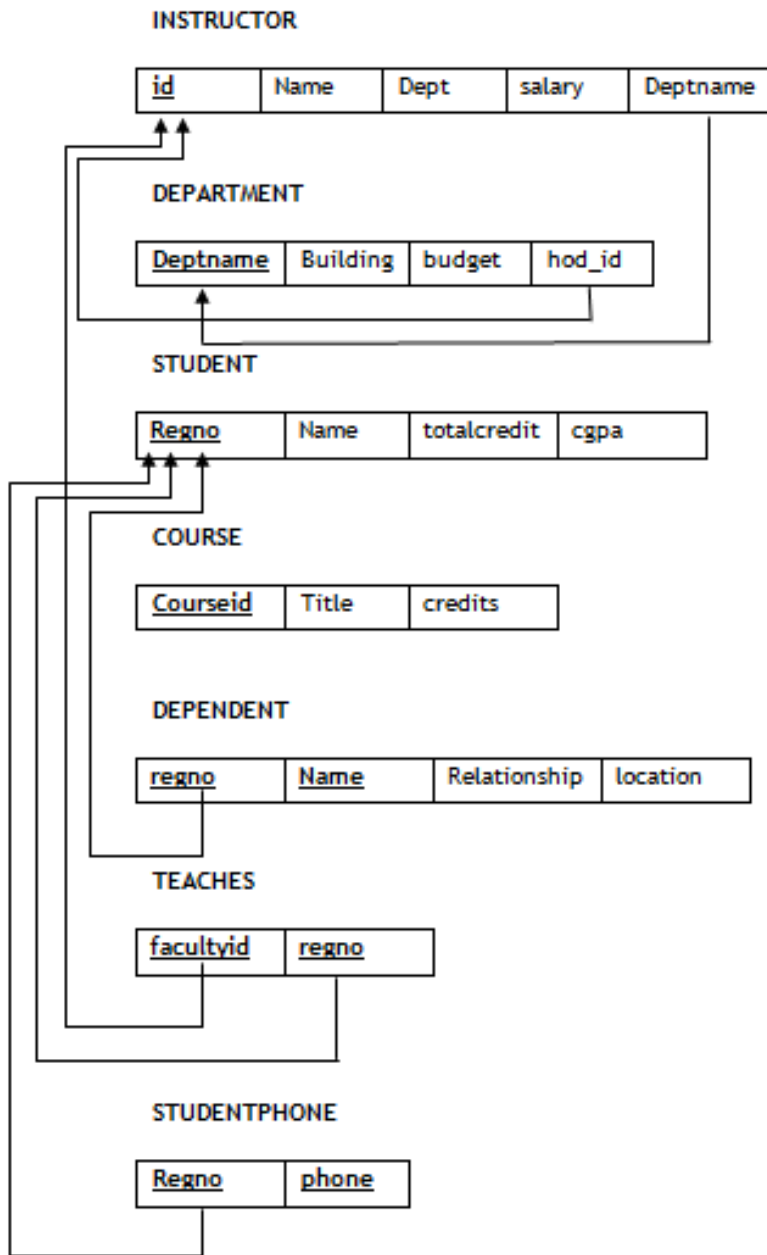 INSTRUCTOR
id Name Dept salary Deptname
DEPARTMENT
Deptname Building budget hod_id
STUDENT
Regno Name totalcredit cgpa
COURSE
Courseid Title credits
DEPENDENT
regno Name Relationship location
TEACHES
facultyid regno
STUDENTPHONE
Regno phone